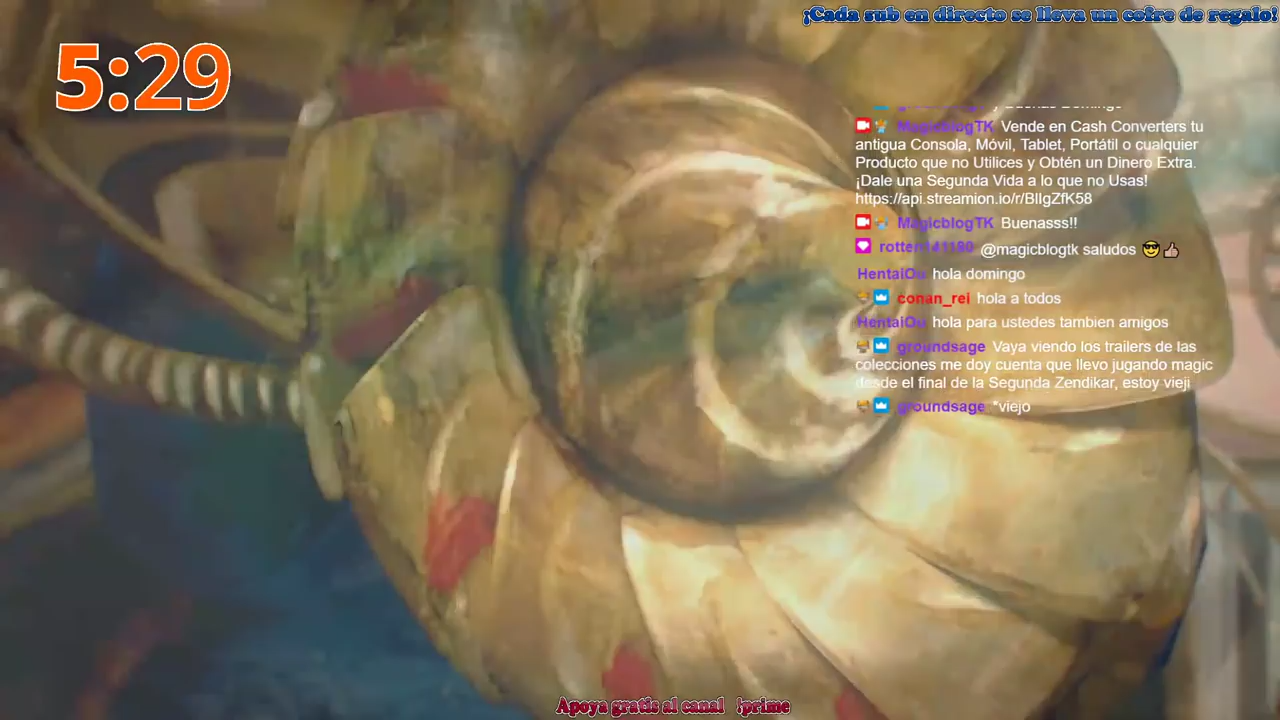 ¡Cada sub en directo se lleva un cofre de regalo!
5:29
MagicblogTK Vende en Cash Converters tu
antigua Consola, Móvil, Tablet, Portátil o cualquier
Producto que no Utilices y Obtén un Dinero Extra.
¡Dale una Segunda Vida a lo que no Usas!
https://api.streamion.io/r/BIIgZfK58
MagicblogTK Buenasss!!
@magicblogtk saludos 😎👍
HentaiOu hola domingo
conan_rei hola a todos
HentaiOu hola para ustedes tambien amigos
groundsage Vaya viendo los trailers de las
colecciones me doy cuenta que llevo jugando magic
desde el final de la Segunda Zendikar, estoy vieji
groundsage *viejo
Apoya gratis al canal !prime